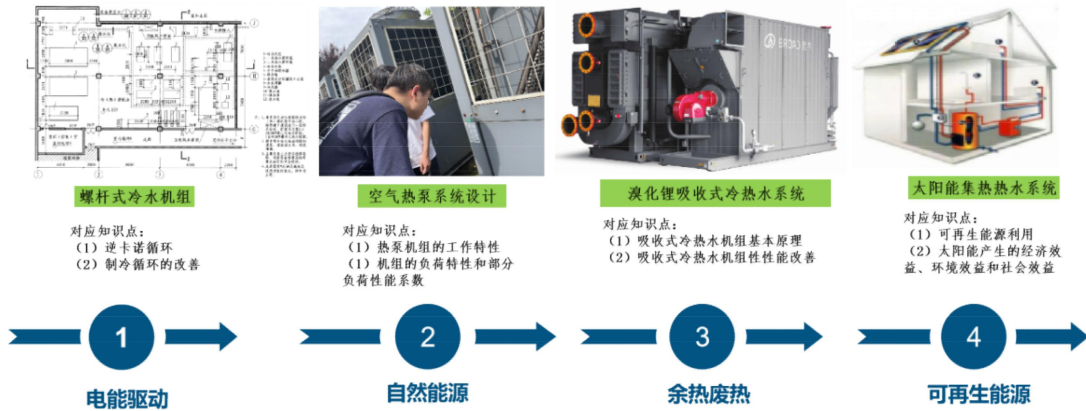 螺杆式冷水机组
对应知识点：
（1）逆卡诺循环
（2）制冷循环的改善
空气热泵系统设计
对应知识点：
（1）热泵机组的工作特性
（1）机组的负荷特性和部分
负荷性能系数
溴化锂吸收式冷热水系统
对应知识点：
（1）吸收式冷热水机组基本原理
（2）吸收式冷热水机组性性能改善
太阳能集热热水系统
对应知识点：
（1）可再生能源利用
（2）太阳能产生的经济效
益、环境效益和社会效益
1
2
3
4
电能驱动
自然能源
余热废热
可再生能源